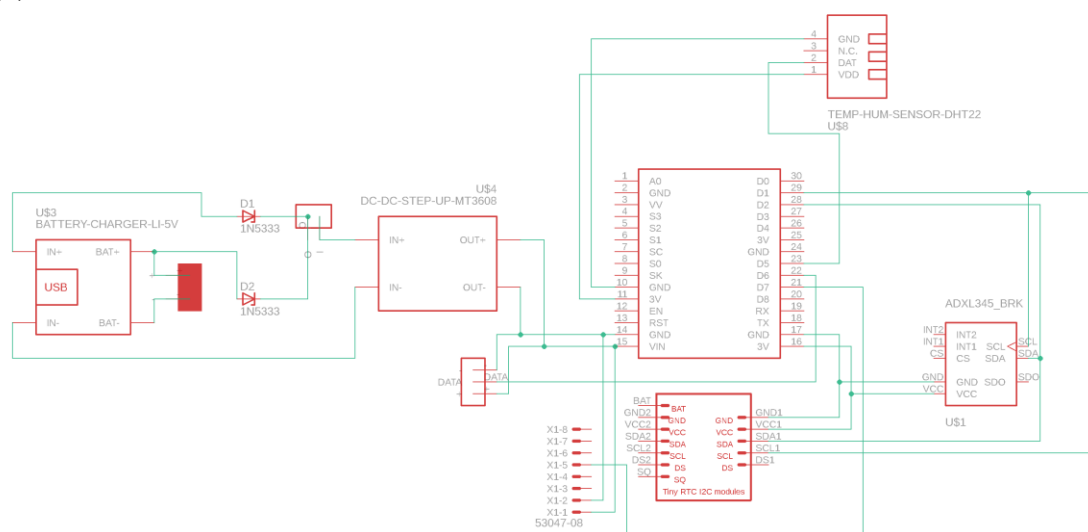 GND
N.C.
DAT
VDD
4
3
2
1
TEMP-HUM-SENSOR-DHT22
U$8
U$3
BATTERY-CHARGER-LI-5V
IN+
BAT+
USB
IN-
BAT-
D1
1N5333
D2
1N5333
U$4
DC-DC-STEP-UP-MT3608
IN+
OUT+
IN-
OUT-
1 A0 D0 30
2 GND D1 29
3 VV D2 28
4 S3 D3 27
5 S2 D4 26
6 S1 3V 25
7 SC GND 24
8 S0 D5 23
9 SK D6 22
10 GND D7 21
11 3V D8 20
12 EN RX 19
13 RST TX 18
14 GND GND 17
15 VIN 3V 16
ADXL345_BRK
INT2 INT2
INT1 INT1 SCL SCL
CS CS SDA SDA
GND GND SDO SDO
VCC VCC
U$1
DATA DATA
BAT BAT
GND2 GND GND GND1
VCC2 VCC VCC VCC1
SDA2 SDA SDA SDA1
SCL2 SCL SCL SCL1
DS2 DS DS DS1
SQ SQ
Tiny RTC I2C modules
X1-8
X1-7
X1-6
X1-5
X1-4
X1-3
X1-2
X1-1
53047-08